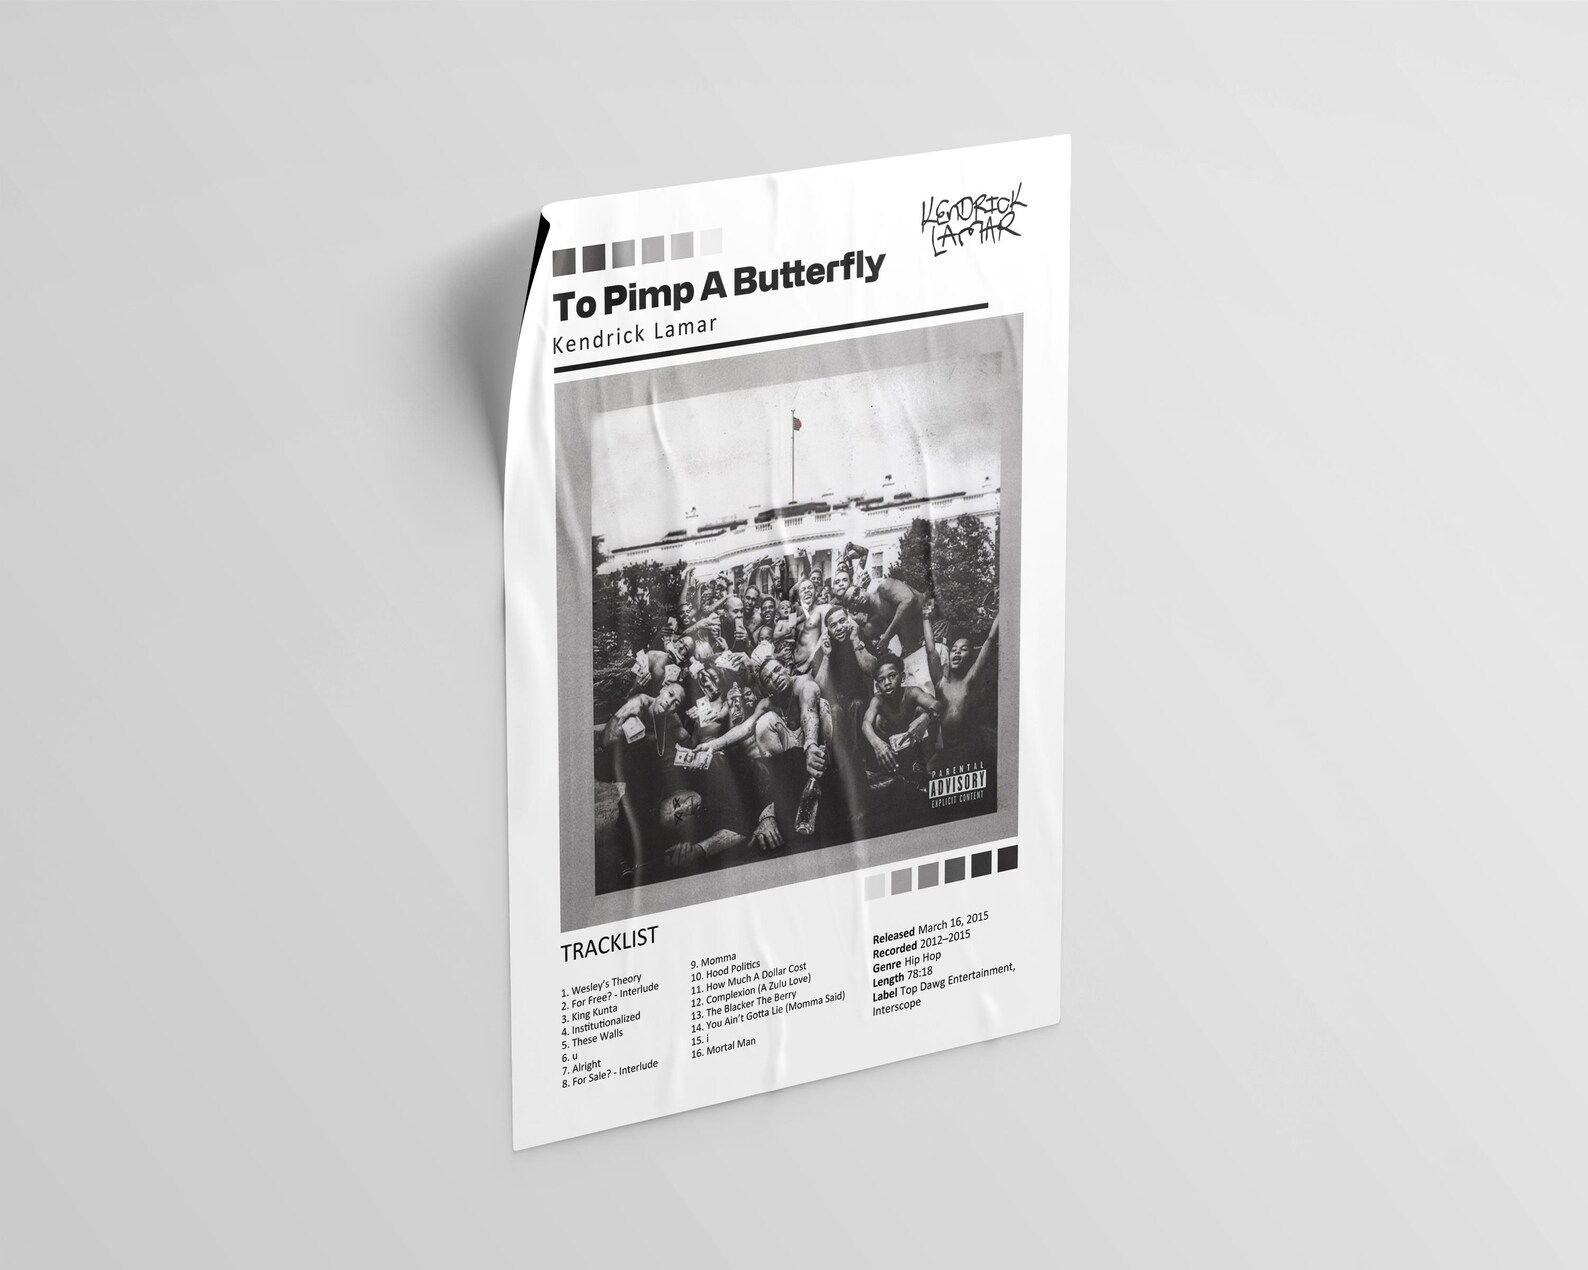 KENDRICK
LAMAR
To Pimp A Butterfly
Kendrick Lamar
PARENTAL
ADVISORY
EXPLICIT CONTENT
TRACKLIST
1. Wesley's Theory
2. For Free? - Interlude
3. King Kunta
4. Institutionalized
5. These Walls
6. u
7. Alright
8. For Sale? - Interlude
9. Momma
10. Hood Politics
11. How Much A Dollar Cost
12. Complexion (A Zulu Love)
13. The Blacker The Berry
14. You Ain't Gotta Lie (Momma Said)
15. i
16. Mortal Man
Released March 16, 2015
Recorded 2012–2015
Genre Hip Hop
Length 78:18
Label Top Dawg Entertainment,
Interscope